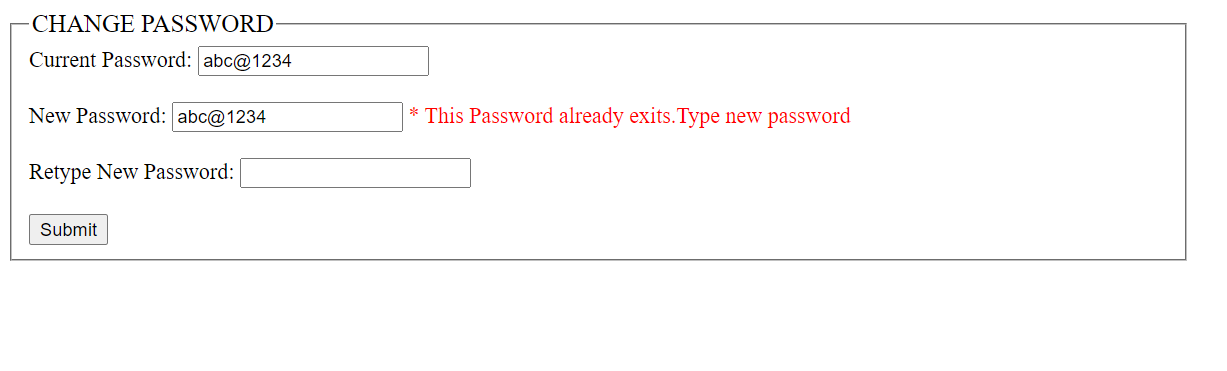 CHANGE PASSWORD
Current Password: abc@1234
New Password: abc@1234 * This Password already exits.Type new password
Retype New Password:
Submit